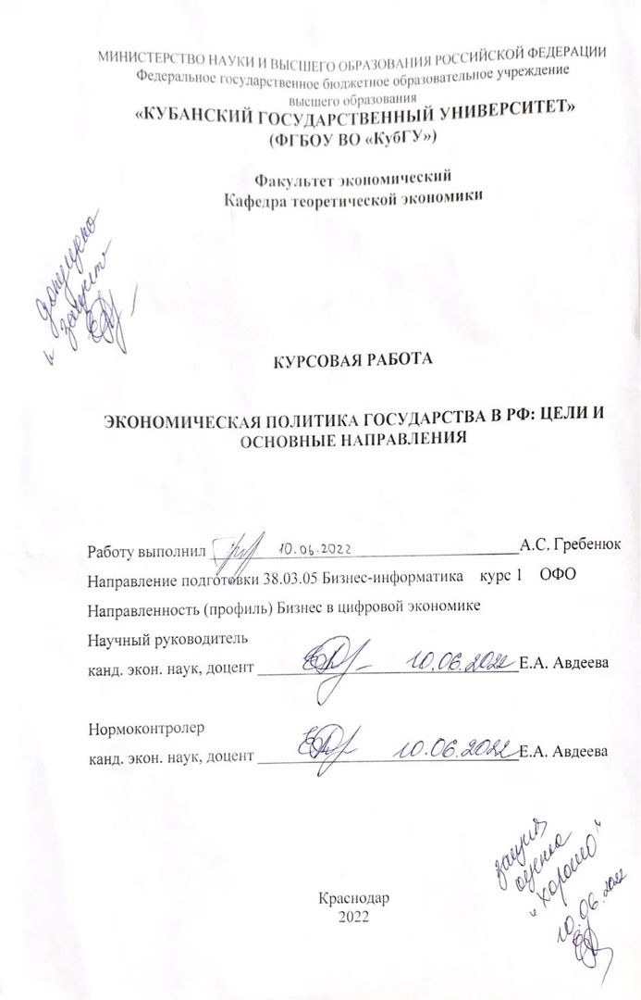 МИНИСТЕРСТВО НАУКИ И ВЫСШЕГО ОБРАЗОВАНИЯ РОССИЙСКОЙ ФЕДЕРАЦИИ
Федеральное государственное бюджетное образовательное учреждение
высшего образования
«КУБАНСКИЙ ГОСУДАРСТВЕННЫЙ УНИВЕРСИТЕТ»
(ФГБОУ ВО «КубГУ»)
Факультет экономический
Кафедра теоретической экономики
допущено
к защите
КУРСОВАЯ РАБОТА
ЭКОНОМИЧЕСКАЯ ПОЛИТИКА ГОСУДАРСТВА В РФ: ЦЕЛИ И
ОСНОВНЫЕ НАПРАВЛЕНИЯ
Работу выполнил 10.06.2022 А.С. Гребенюк
Направление подготовки 38.03.05 Бизнес-информатика курс 1 ОФО
Направленность (профиль) Бизнес в цифровой экономике
Научный руководитель
канд. экон. наук, доцент 10.06.2022 Е.А. Авдеева
Нормоконтролер
канд. экон. наук, доцент 10.06.2022 Е.А. Авдеева
защита
оценка
"хорошо"
10.06.2022
Краснодар
2022